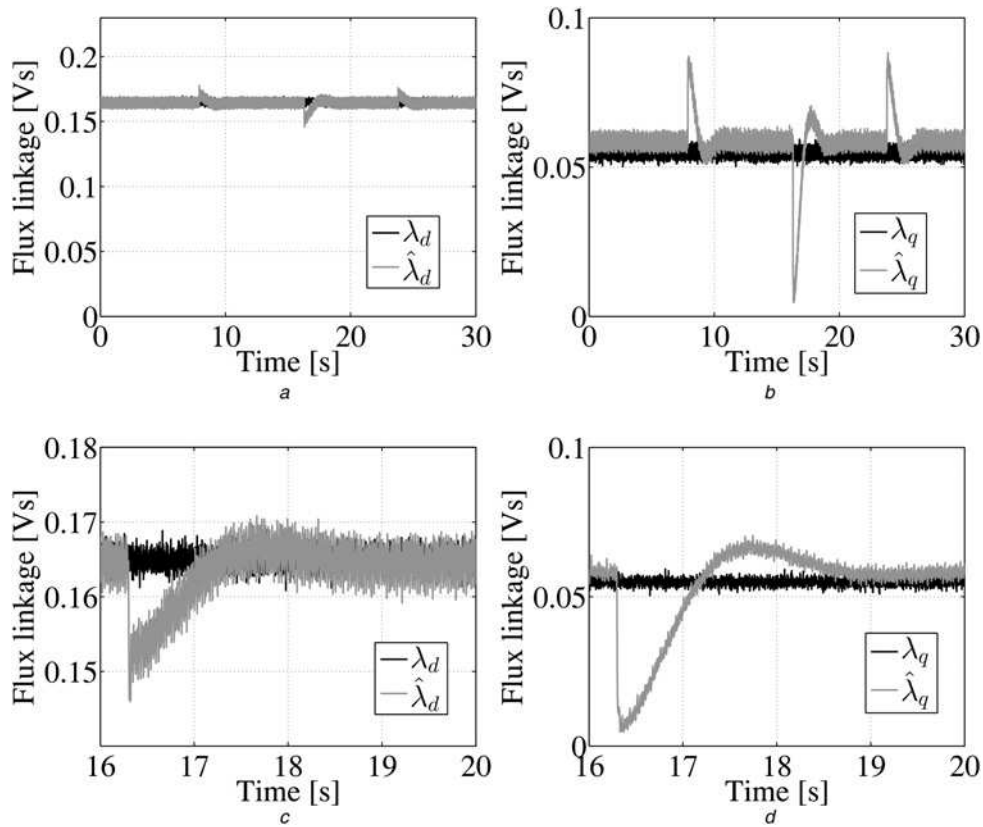 0.2
0.15
0.1
0
Flux linkage [Vs]
λd
λ̂d
0 10 20 30
Time [s]
a
0.1
0.05
0
Flux linkage [Vs]
λq
λ̂q
0 10 20 30
Time [s]
b
0.18
0.17
0.16
0.15
Flux linkage [Vs]
λd
λ̂d
16 17 18 19 20
Time [s]
c
0.1
0.05
0
Flux linkage [Vs]
λq
λ̂q
16 17 18 19 20
Time [s]
d